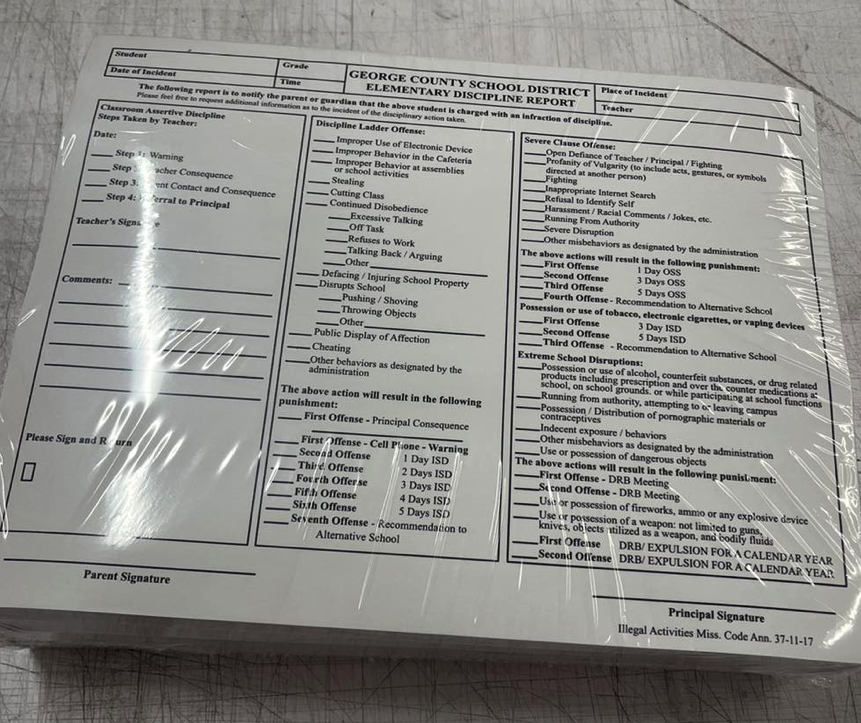 Student
Grade
Date of Incident
Time
GEORGE COUNTY SCHOOL DISTRICT
ELEMENTARY DISCIPLINE REPORT
Place of Incident
Teacher
The following report is to notify the parent or guardian that the above student is charged with an infraction of discipline.
Please feel free to request additional information as to the incident of the disciplinary action taken.
Classroom Assertive Discipline
Steps Taken by Teacher:
Date:
Step 1: Warning
Step 2: Teacher Consequence
Step 3: Parent Contact and Consequence
Step 4: Referral to Principal
Teacher's Signature
Comments:
Please Sign and Return
Parent Signature
Discipline Ladder Offense:
Improper Use of Electronic Device
Improper Behavior in the Cafeteria
Improper Behavior at assemblies
or school activities
Stealing
Cutting Class
Continued Disobedience
Excessive Talking
Off Task
Refuses to Work
Talking Back / Arguing
Other
Defacing / Injuring School Property
Disrupts School
Pushing / Shoving
Throwing Objects
Other
Public Display of Affection
Cheating
Other behaviors as designated by the
administration
The above action will result in the following
punishment:
First Offense - Principal Consequence
First Offense - Cell Phone - Warning
Second Offense 1 Day ISD
Third Offense 2 Days ISD
Fourth Offense 3 Days ISD
Fifth Offense 4 Days ISD
Sixth Offense 5 Days ISD
Seventh Offense - Recommendation to
Alternative School
Severe Clause Offense:
Open Defiance of Teacher / Principal / Fighting
Profanity of Vulgarity (to include acts, gestures, or symbols
directed at another person)
Fighting
Inappropriate Internet Search
Refusal to Identify Self
Harassment / Racial Comments / Jokes, etc.
Running From Authority
Severe Disruption
Other misbehaviors as designated by the administration
The above actions will result in the following punishment:
First Offense 1 Day OSS
Second Offense 3 Days OSS
Third Offense 5 Days OSS
Fourth Offense - Recommendation to Alternative School
Possession or use of tobacco, electronic cigarettes, or vaping devices
First Offense 3 Day ISD
Second Offense 5 Days ISD
Third Offense - Recommendation to Alternative School
Extreme School Disruptions:
Possession or use of alcohol, counterfeit substances, or drug related
products including prescription and over the counter medications at
school, on school grounds, or while participating at school functions
Running from authority, attempting to or leaving campus
Possession / Distribution of pornographic materials or
contraceptives
Indecent exposure / behaviors
Other misbehaviors as designated by the administration
Use or possession of dangerous objects
The above actions will result in the following punishment:
First Offense - DRB Meeting
Second Offense - DRB Meeting
Use or possession of fireworks, ammo or any explosive device
Use or possession of a weapon: not limited to guns,
knives, objects utilized as a weapon, and bodily fluids
First Offense DRB/ EXPULSION FOR A CALENDAR YEAR
Second Offense DRB/ EXPULSION FOR A CALENDAR YEAR
Principal Signature
Illegal Activities Miss. Code Ann. 37-11-17